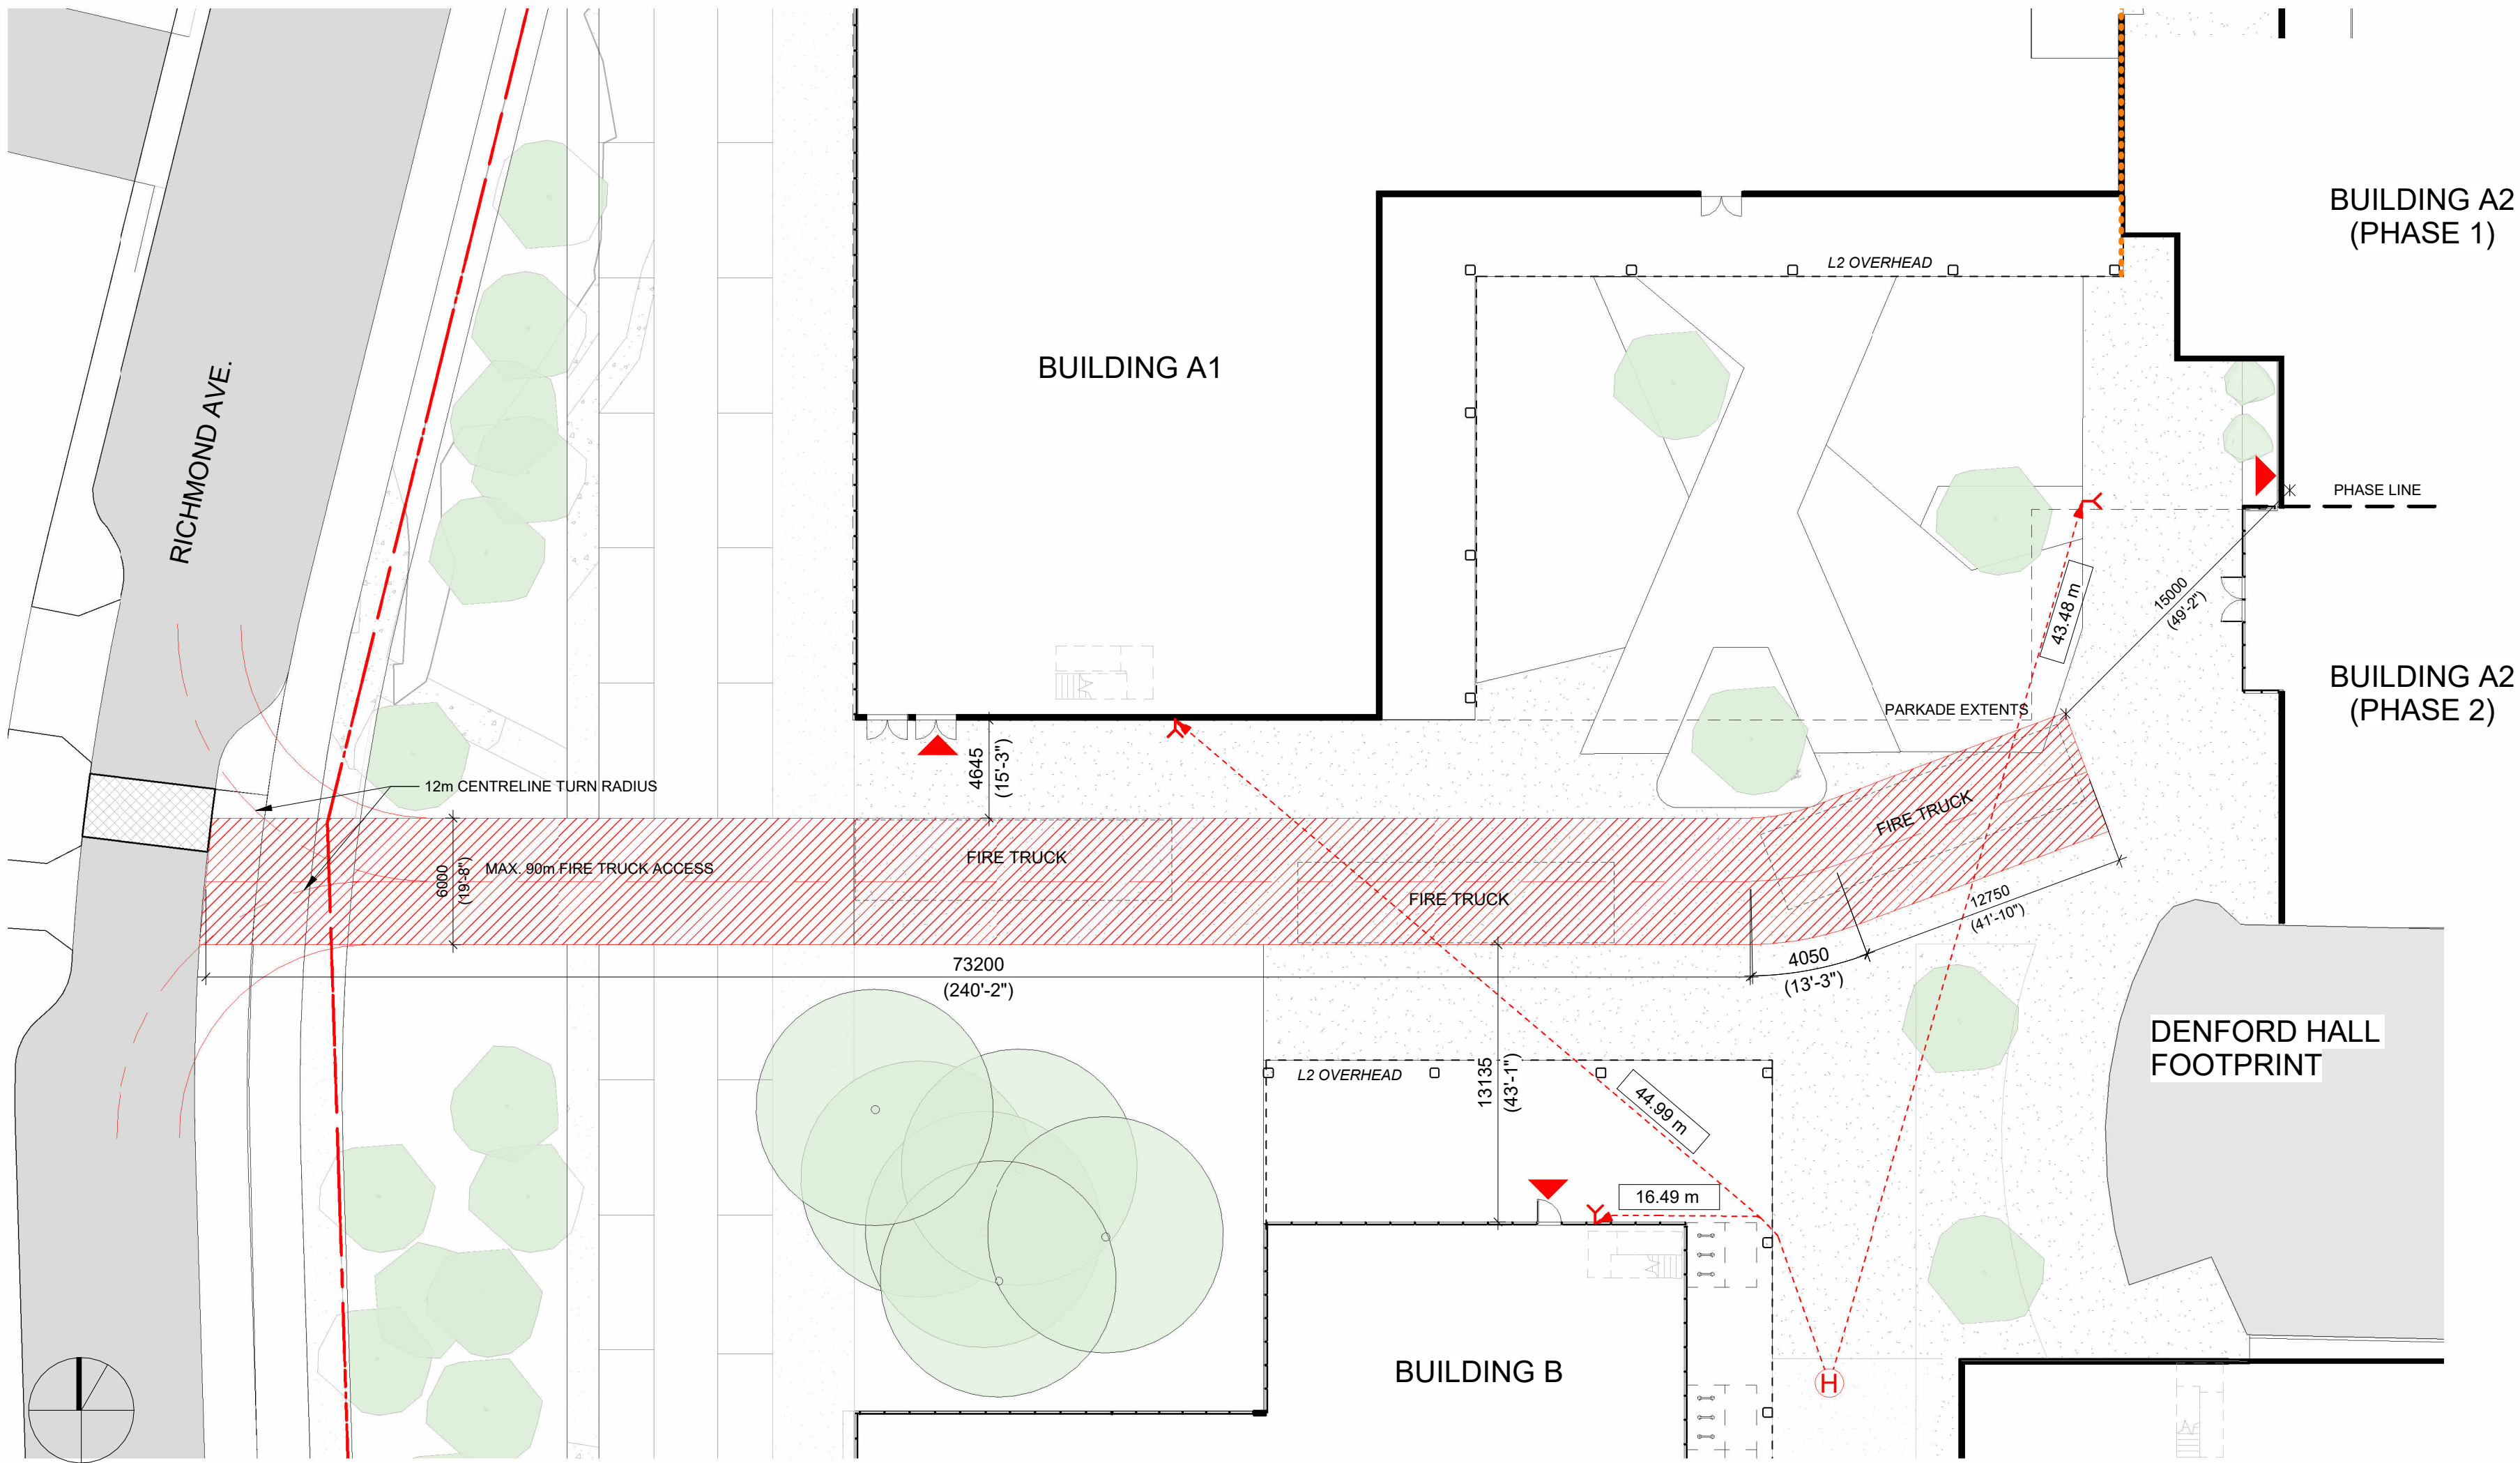 BUILDING A2
(PHASE 1)
L2 OVERHEAD
BUILDING A1
RICHMOND AVE.
PHASE LINE
15000
(49'-2")
43.48 m
BUILDING A2
(PHASE 2)
PARKADE EXTENTS
4645
(15'-3")
12m CENTRELINE TURN RADIUS
FIRE TRUCK
6000
(19'-8")
MAX. 90m FIRE TRUCK ACCESS
FIRE TRUCK
FIRE TRUCK
12750
(41'-10")
73200
(240'-2")
4050
(13'-3")
DENFORD HALL
FOOTPRINT
L2 OVERHEAD
13135
(43'-1")
44.99 m
16.49 m
BUILDING B
H